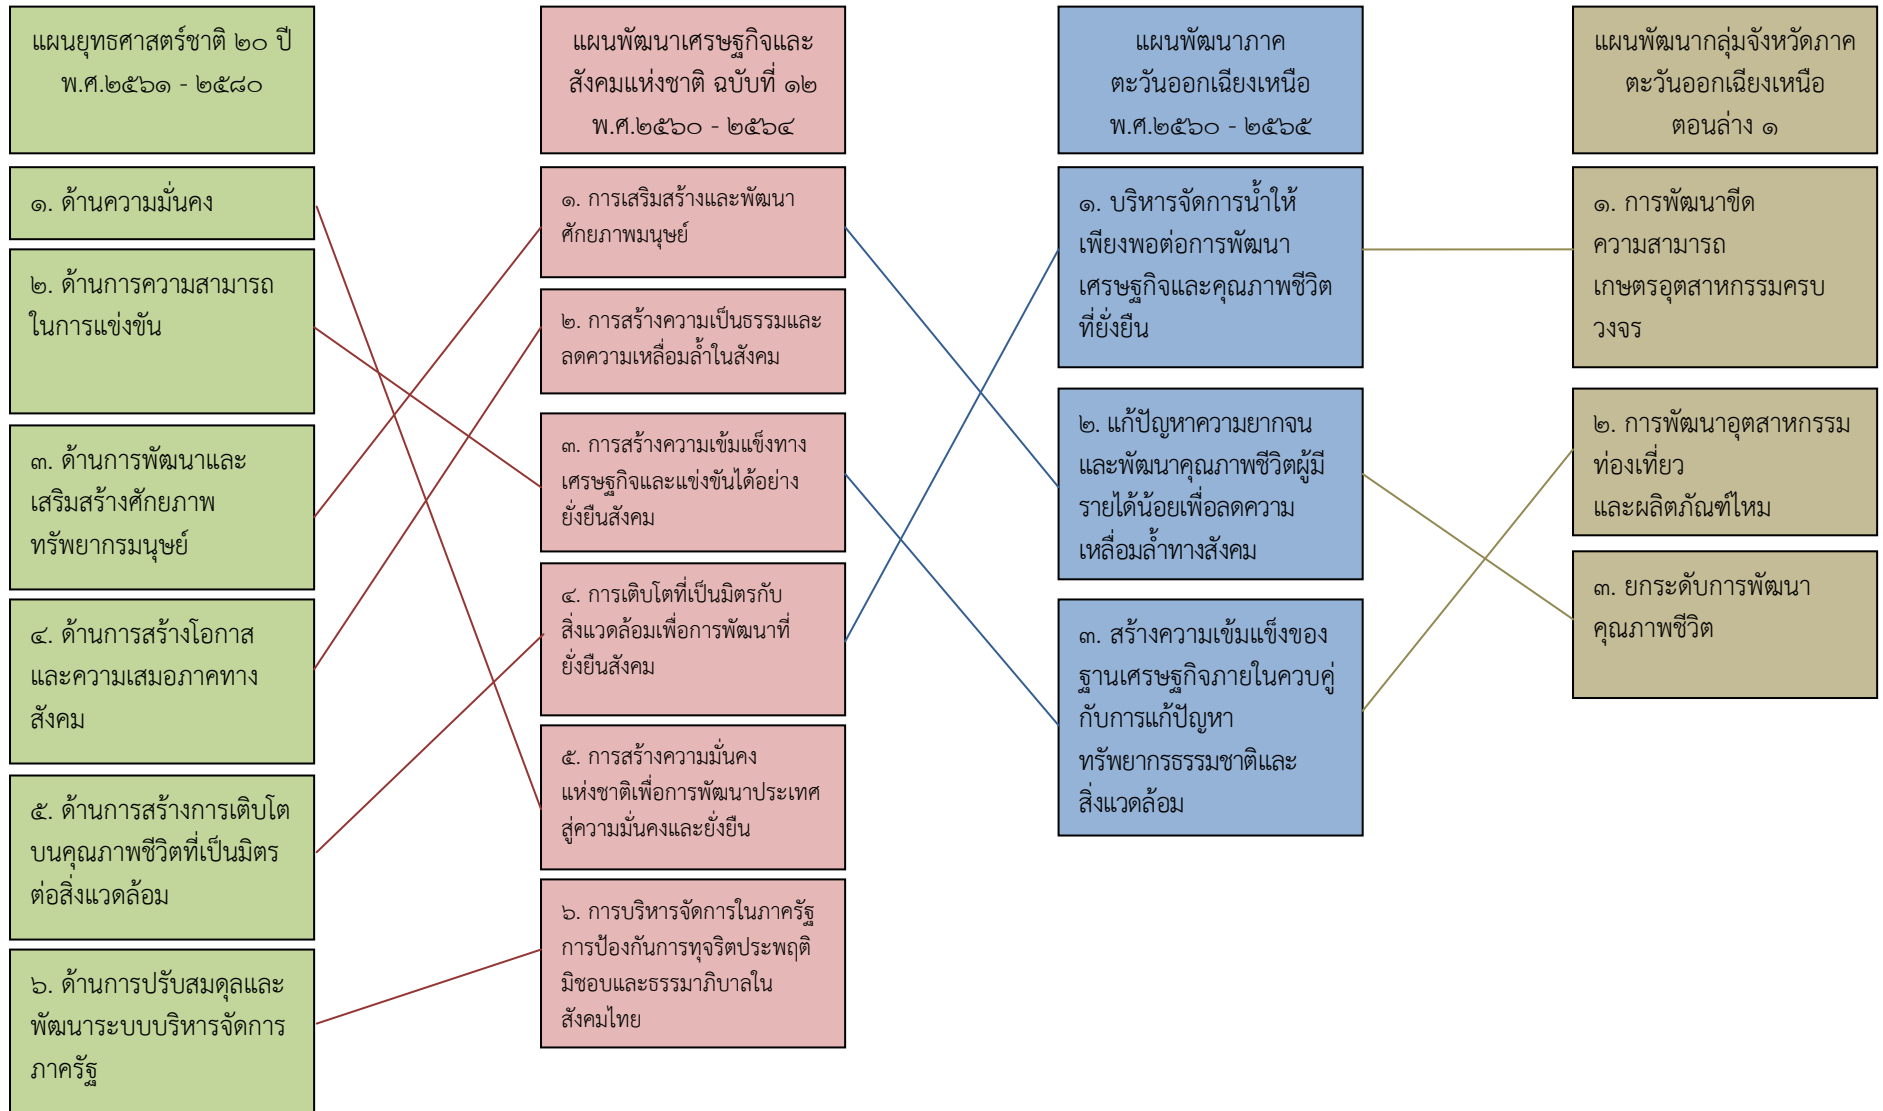 แผนยุทธศาสตร์ชาติ ๒๐ ปี
พ.ศ.๒๕๖๑ - ๒๕๘๐
๑. ด้านความมั่นคง
๒. ด้านการความสามารถ
ในการแข่งขัน
๓. ด้านการพัฒนาและ
เสริมสร้างศักยภาพ
ทรัพยากรมนุษย์
๔. ด้านการสร้างโอกาส
และความเสมอภาคทาง
สังคม
๕. ด้านการสร้างการเติบโต
บนคุณภาพชีวิตที่เป็นมิตร
ต่อสิ่งแวดล้อม
๖. ด้านการปรับสมดุลและ
พัฒนาระบบบริหารจัดการ
ภาครัฐ
แผนพัฒนาเศรษฐกิจและ
สังคมแห่งชาติ ฉบับที่ ๑๒
พ.ศ.๒๕๖๐ - ๒๕๖๔
๑. การเสริมสร้างและพัฒนา
ศักยภาพมนุษย์
๒. การสร้างความเป็นธรรมและ
ลดความเหลื่อมล้ำในสังคม
๓. การสร้างความเข้มแข็งทาง
เศรษฐกิจและแข่งขันได้อย่าง
ยั่งยืนสังคม
๔. การเติบโตที่เป็นมิตรกับ
สิ่งแวดล้อมเพื่อการพัฒนาที่
ยั่งยืนสังคม
๕. การสร้างความมั่นคง
แห่งชาติเพื่อการพัฒนาประเทศ
สู่ความมั่นคงและยั่งยืน
๖. การบริหารจัดการในภาครัฐ
การป้องกันการทุจริตประพฤติ
มิชอบและธรรมาภิบาลใน
สังคมไทย
แผนพัฒนาภาค
ตะวันออกเฉียงเหนือ
พ.ศ.๒๕๖๐ - ๒๕๖๕
๑. บริหารจัดการน้ำให้
เพียงพอต่อการพัฒนา
เศรษฐกิจและคุณภาพชีวิต
ที่ยั่งยืน
๒. แก้ปัญหาความยากจน
และพัฒนาคุณภาพชีวิตผู้มี
รายได้น้อยเพื่อลดความ
เหลื่อมล้ำทางสังคม
๓. สร้างความเข้มแข็งของ
ฐานเศรษฐกิจภายในควบคู่
กับการแก้ปัญหา
ทรัพยากรธรรมชาติและ
สิ่งแวดล้อม
แผนพัฒนากลุ่มจังหวัดภาค
ตะวันออกเฉียงเหนือ
ตอนล่าง ๑
๑. การพัฒนาขีด
ความสามารถ
เกษตรอุตสาหกรรมครบ
วงจร
๒. การพัฒนาอุตสาหกรรม
ท่องเที่ยว
และผลิตภัณฑ์ไหม
๓. ยกระดับการพัฒนา
คุณภาพชีวิต